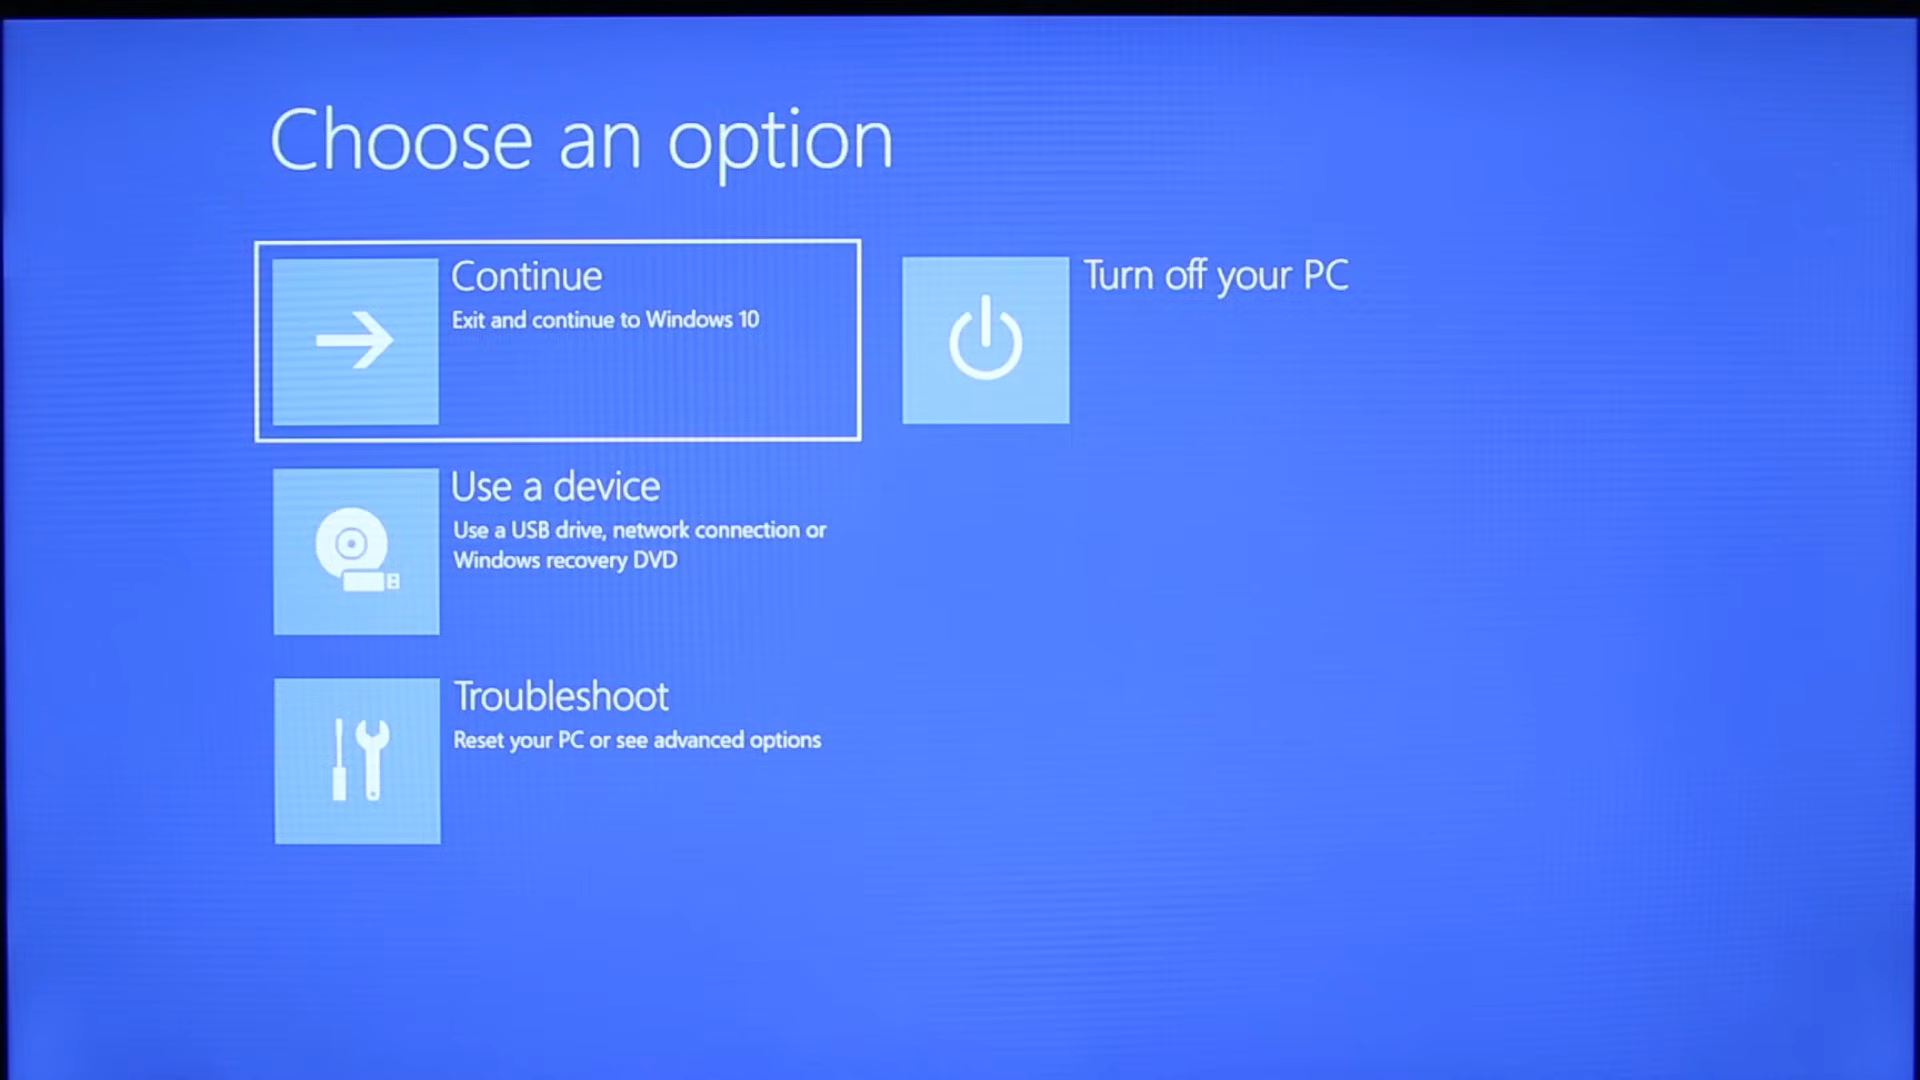 Choose an option
Continue
Exit and continue to Windows 10
Turn off your PC
Use a device
Use a USB drive, network connection or
Windows recovery DVD
Troubleshoot
Reset your PC or see advanced options